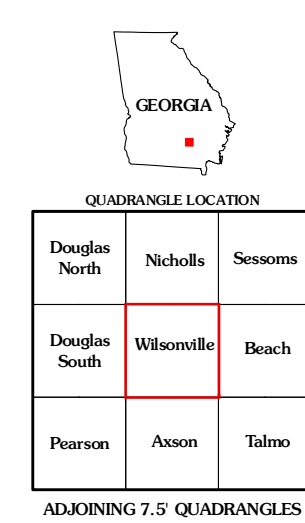 GEORGIA
QUADRANGLE LOCATION
Douglas
North
Nicholls
Sessoms
Douglas
South
Wilsonville
Beach
Pearson
Axson
Talmo
ADJOINING 7.5' QUADRANGLES